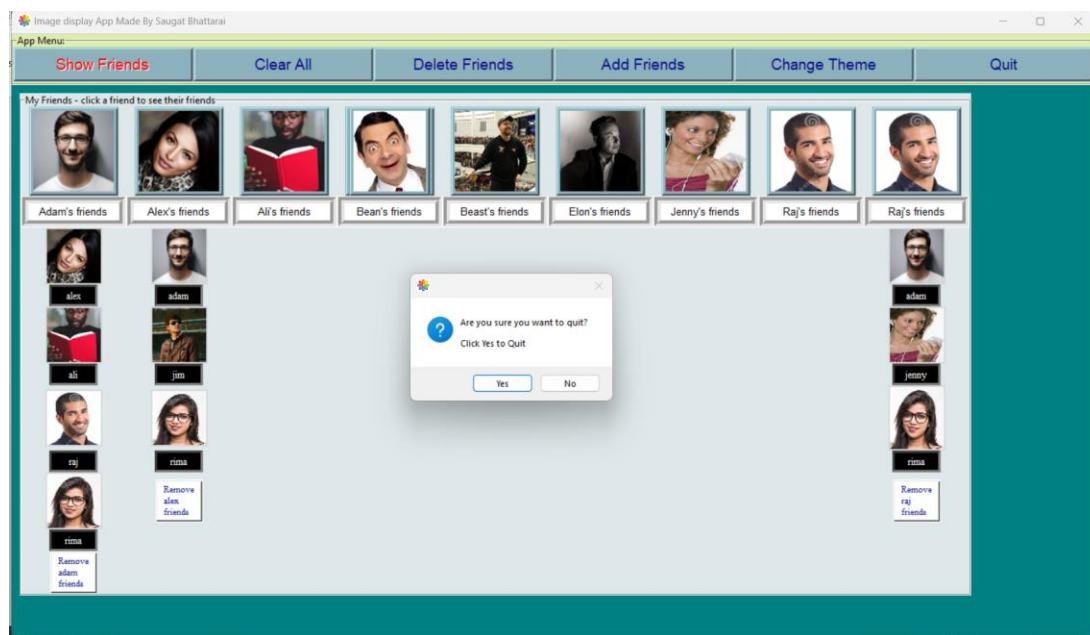 Image display App Made By Saugat Bhattarai
App Menu:
Show Friends Clear All Delete Friends Add Friends Change Theme Quit
My Friends - click a friend to see their friends
Adam's friends Alex's friends Ali's friends Bean's friends Beast's friends Elon's friends Jenny's friends Raj's friends Raj's friends
alex adam adam
ali jim jenny
raj rima rima
Remove
alex
friends
Remove
raj
friends
rima
Remove
adam
friends
Are you sure you want to quit?
Click Yes to Quit
Yes No